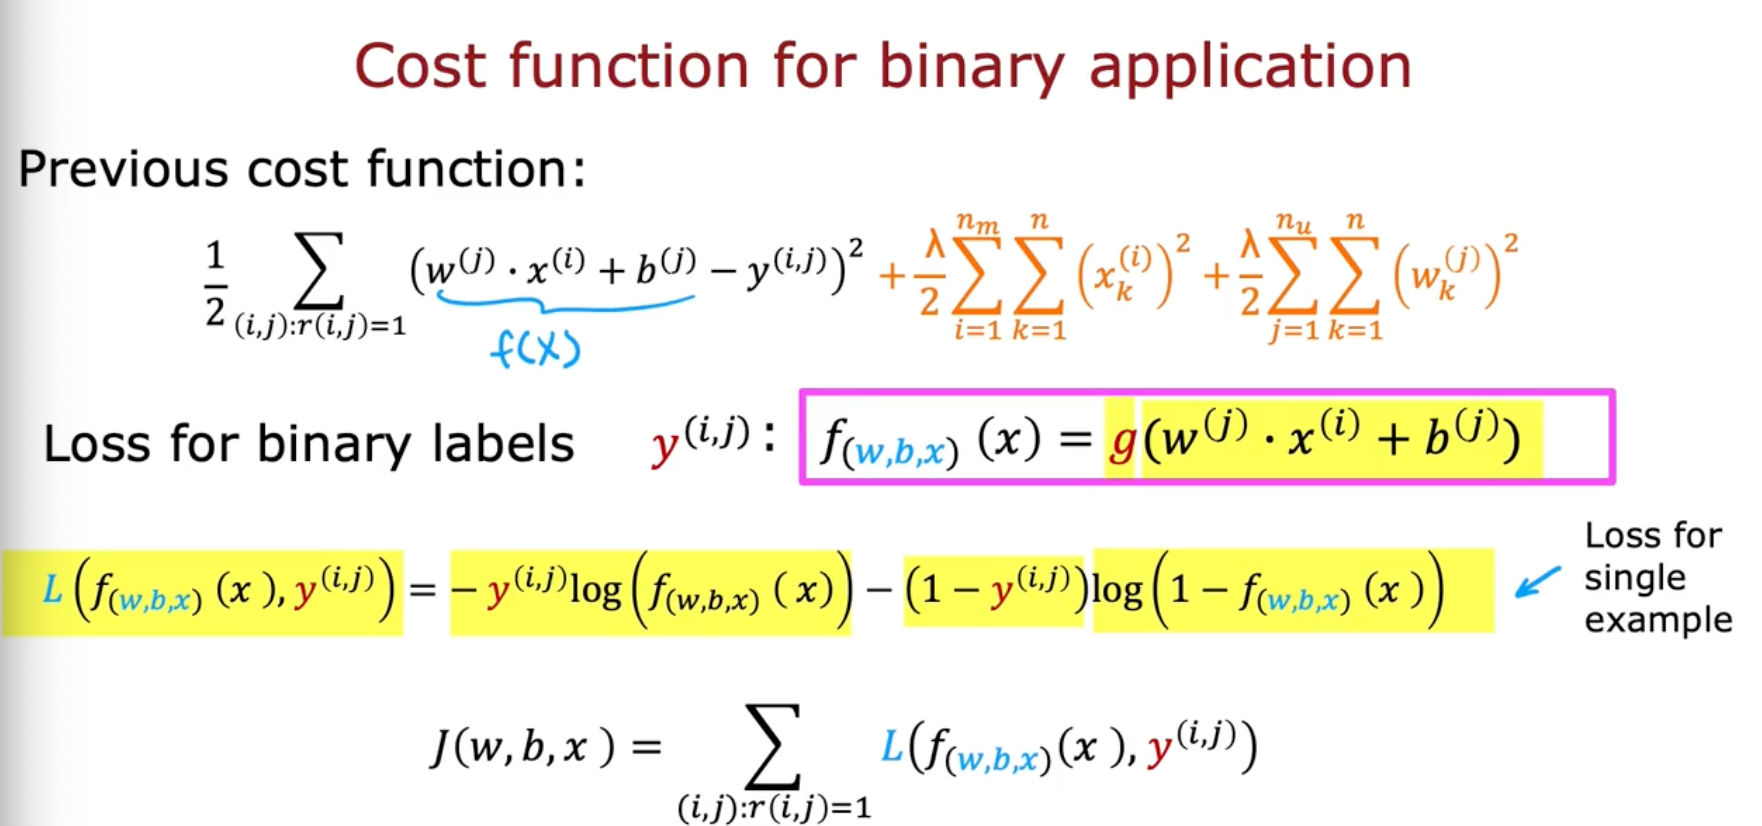 Cost function for binary application
Previous cost function:
$\frac{1}{2} \sum_{(i,j):r(i,j)=1} (w^{(j)} \cdot x^{(i)} + b^{(j)} - y^{(i,j)})^2 + \frac{\lambda}{2} \sum_{i=1}^{n_m} \sum_{k=1}^{n} (x_k^{(i)})^2 + \frac{\lambda}{2} \sum_{j=1}^{n_u} \sum_{k=1}^{n} (w_k^{(j)})^2$
f(x)
Loss for binary labels $y^{(i,j)}$ : $f_{(w,b,x)}(x) = g(w^{(j)} \cdot x^{(i)} + b^{(j)})$
$L(f_{(w,b,x)}(x), y^{(i,j)}) = -y^{(i,j)} \log(f_{(w,b,x)}(x)) - (1 - y^{(i,j)}) \log(1 - f_{(w,b,x)}(x))$
Loss for
single
example
$J(w, b, x) = \sum_{(i,j):r(i,j)=1} L(f_{(w,b,x)}(x), y^{(i,j)})$